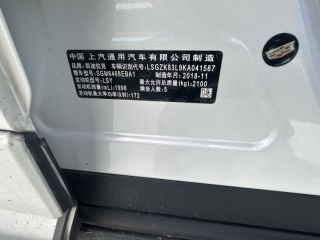 中国 上汽通用汽车有限公司制造
品牌：凯迪拉克 车辆识别代号：LSGZK83L9KA041587
整车型号：SGM6488EBA1 制造年月：2018-11
发动机型号：LSY 最大允许总质量(kg)：2100
发动机排量(mL)：1998 乘坐人数：5
发动机最大净功率(kW)：172